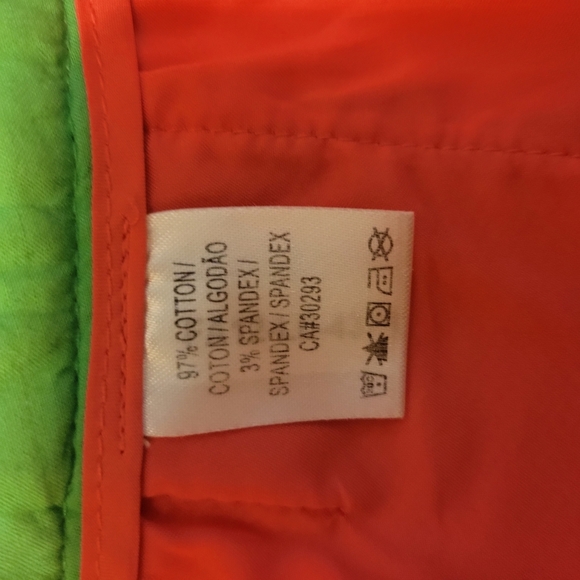 97% COTTON/
COTON/ALGODÃO
3% SPANDEX/
SPANDEX/SPANDEX
CA#30293